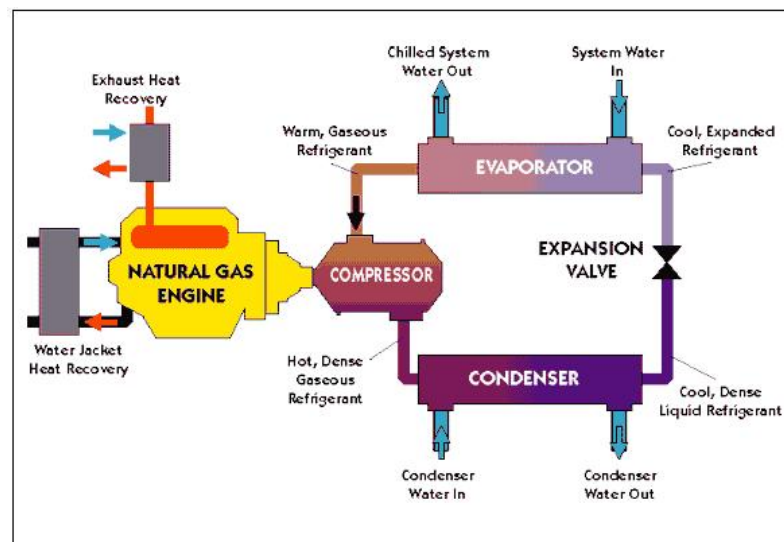 Chilled System
Water Out
System Water
In
Exhaust Heat
Recovery
Warm, Gaseous
Refrigerant
Cool, Expanded
Refrigerant
EVAPORATOR
EXPANSION
VALVE
NATURAL GAS
ENGINE
COMPRESSOR
Water Jacket
Heat Recovery
Hot, Dense
Gaseous
Refrigerant
CONDENSER
Cool, Dense
Liquid Refrigerant
Condenser
Water In
Condenser
Water Out